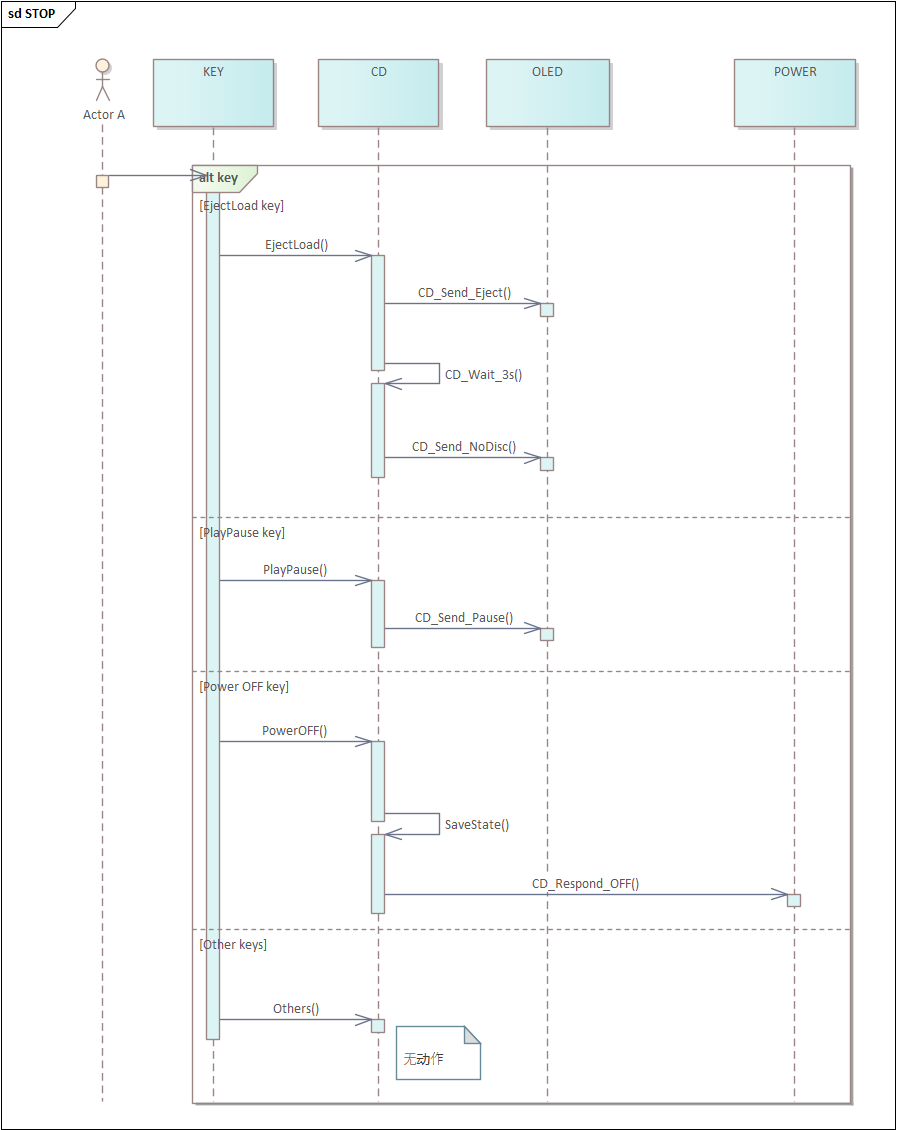 sd STOP
Actor A
KEY
CD
OLED
POWER
alt key
[EjectLoad key]
EjectLoad()
CD_Send_Eject()
CD_Wait_3s()
CD_Send_NoDisc()
[PlayPause key]
PlayPause()
CD_Send_Pause()
[Power OFF key]
PowerOFF()
SaveState()
CD_Respond_OFF()
[Other keys]
Others()
无动作